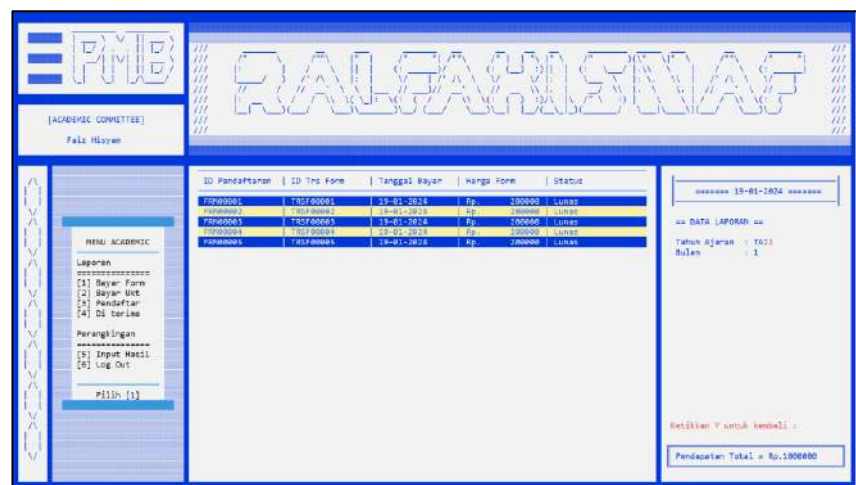 PMB
RALFAHISNAF
[ACADEMIC COMMITTEE]
Faiz Hisyam
MENU ACADEMIC
Laporan
===============
[1] Bayar Form
[2] Bayar Ukt
[3] Pendaftar
[4] Di terima
Perangkingan
===============
[5] Input Hasil
[6] Log Out
Pilih [1]
ID Pendaftaran | ID Trs Form | Tanggal Bayar | Harga Form | Status
FRM00001 | TRSF00001 | 19-01-2024 | Rp. 200000 | Lunas
FRM00002 | TRSF00002 | 19-01-2024 | Rp. 200000 | Lunas
FRM00003 | TRSF00003 | 19-01-2024 | Rp. 200000 | Lunas
FRM00004 | TRSF00004 | 19-01-2024 | Rp. 200000 | Lunas
FRM00005 | TRSF00005 | 19-01-2024 | Rp. 200000 | Lunas
======= 19-01-2024 =======
== DATA LAPORAN ==
Tahun Ajaran :
Bulan : 1
Ketikkan Y untuk kembali :
Pendapatan Total = Rp.1000000